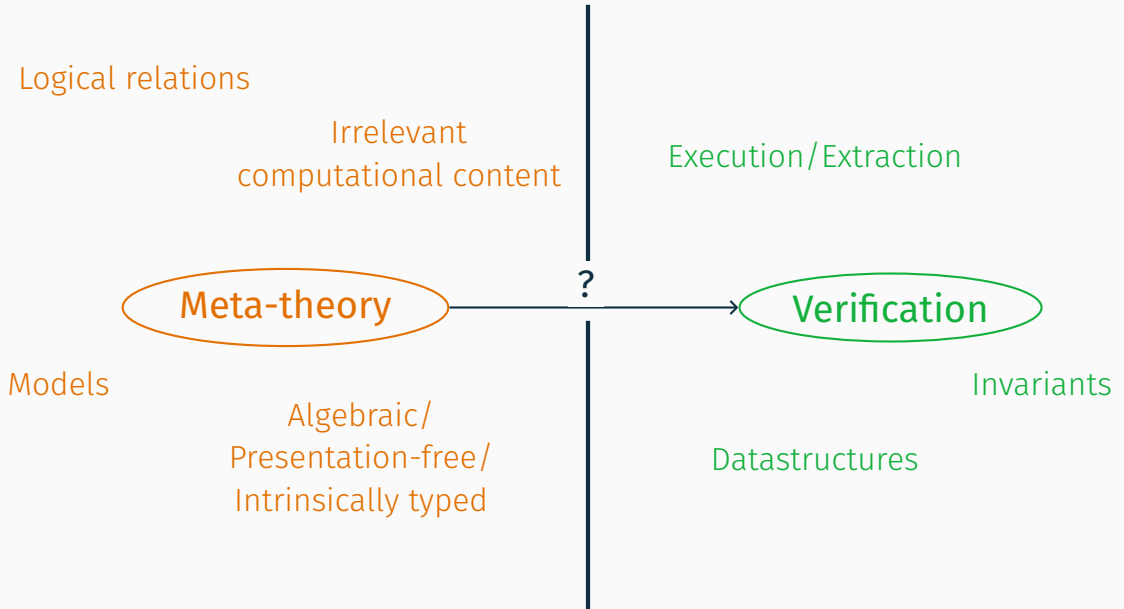 Logical relations
Irrelevant
computational content
Execution/Extraction
?
Meta-theory
Verification
Models
Algebraic/
Presentation-free/
Intrinsically typed
Invariants
Datastructures